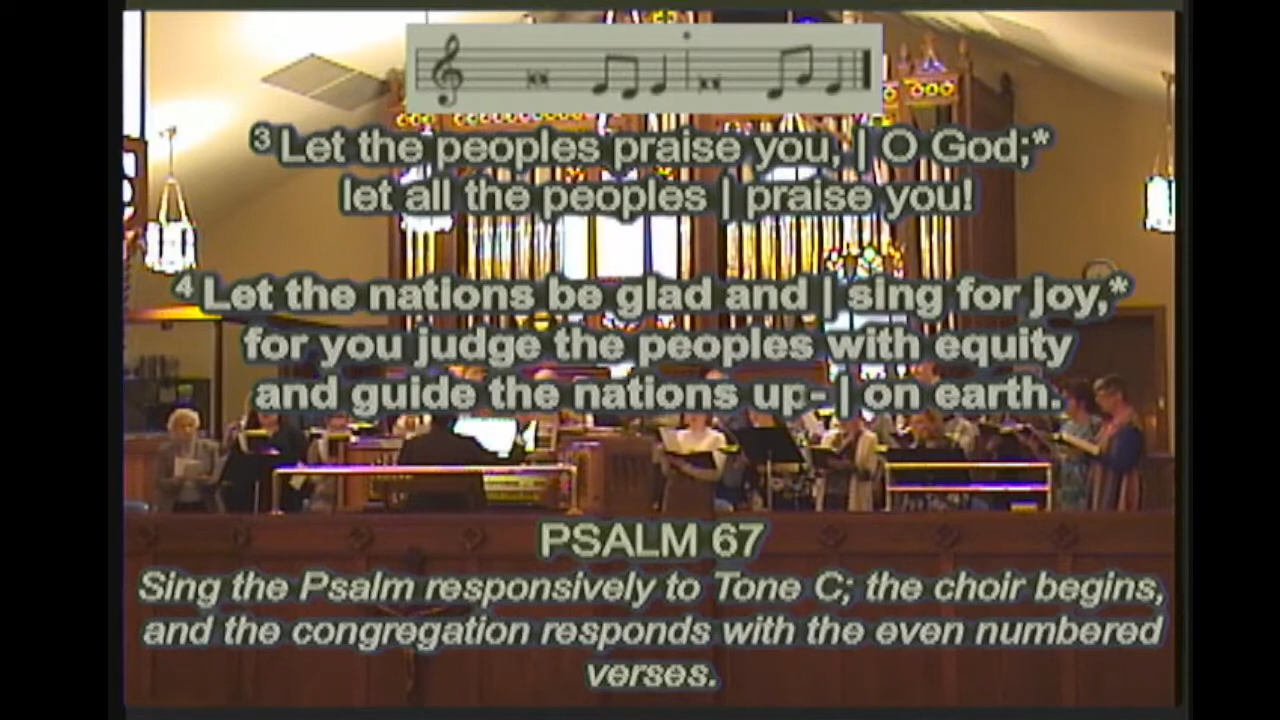 3 Let the peoples praise you, | O God;*
let all the peoples | praise you!
4 Let the nations be glad and | sing for joy,*
for you judge the peoples with equity
and guide the nations up- | on earth.
PSALM 67
Sing the Psalm responsively to Tone C; the choir begins,
and the congregation responds with the even numbered
verses.